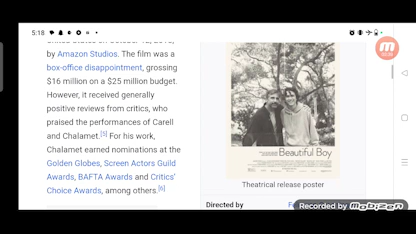 5:18
by Amazon Studios. The film was a
box-office disappointment, grossing
$16 million on a $25 million budget.
However, it received generally
positive reviews from critics, who
praised the performances of Carell
and Chalamet.[5] For his work,
Chalamet earned nominations at the
Golden Globes, Screen Actors Guild
Awards, BAFTA Awards and Critics'
Choice Awards, among others.[6]
Beautiful Boy
Theatrical release poster
Directed by
Recorded by MOBIZEN